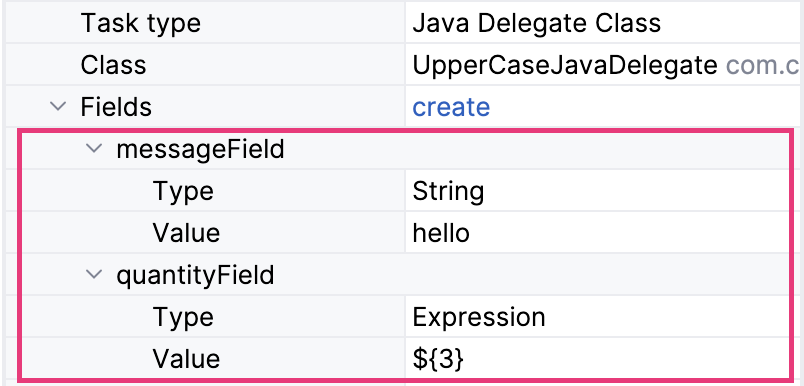 Task type Java Delegate Class
Class UpperCaseJavaDelegate com.c
Fields create
messageField
Type String
Value hello
quantityField
Type Expression
Value ${3}